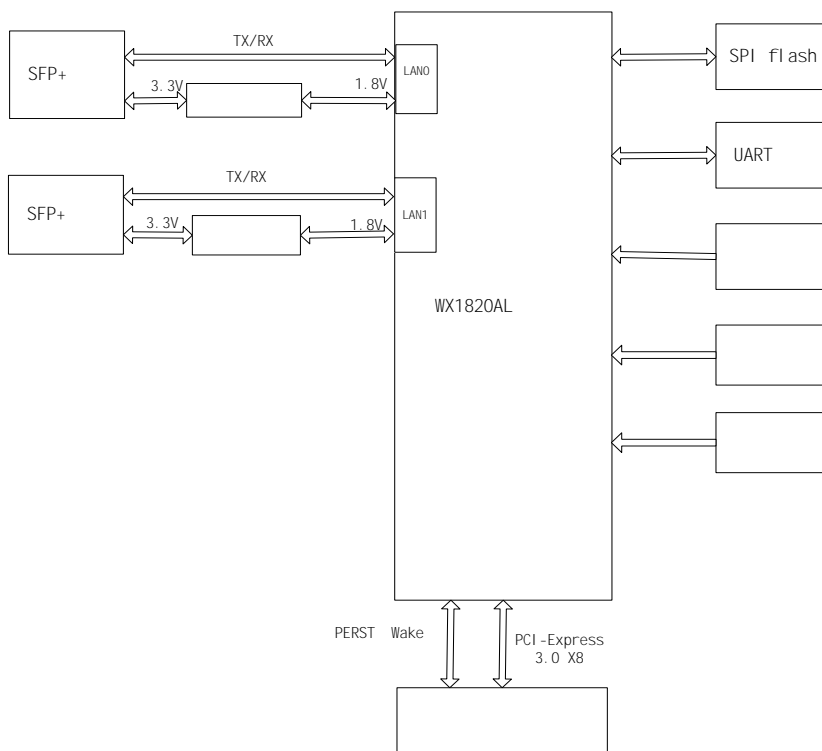 SFP+
TX/RX
3.3V
1.8V
LAN0
SPI flash
UART
SFP+
TX/RX
3.3V
1.8V
LAN1
WX1820AL
PERST Wake
PCI-Express
3.0 X8